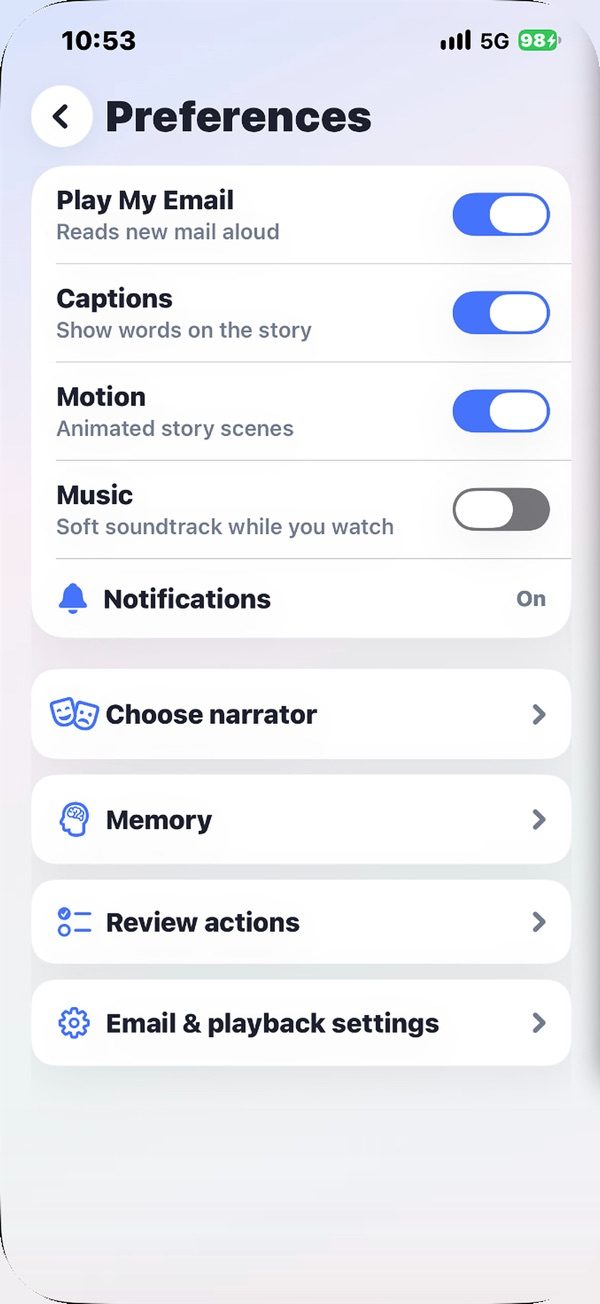 10:53
5G 98
Preferences
Play My Email
Reads new mail aloud
Captions
Show words on the story
Motion
Animated story scenes
Music
Soft soundtrack while you watch
Notifications On
Choose narrator
Memory
Review actions
Email & playback settings